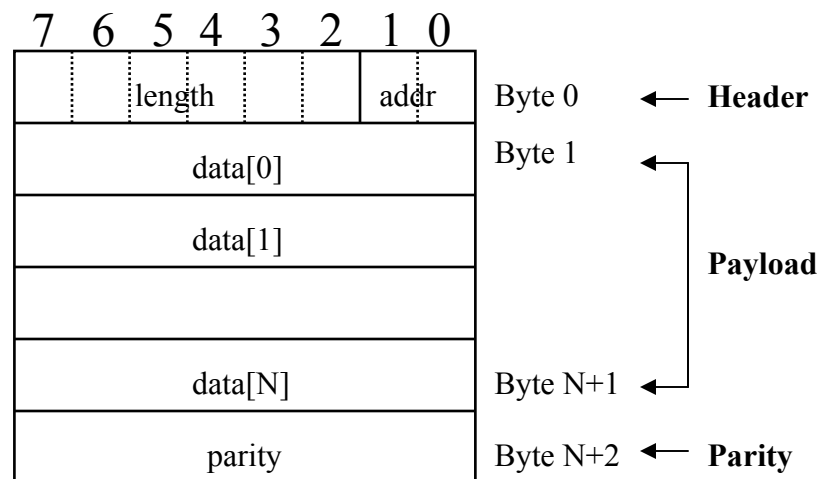 7 6 5 4 3 2 1 0
length addr Byte 0 Header
Byte 1
data[0]
data[1]
Payload
data[N] Byte N+1
parity Byte N+2 Parity